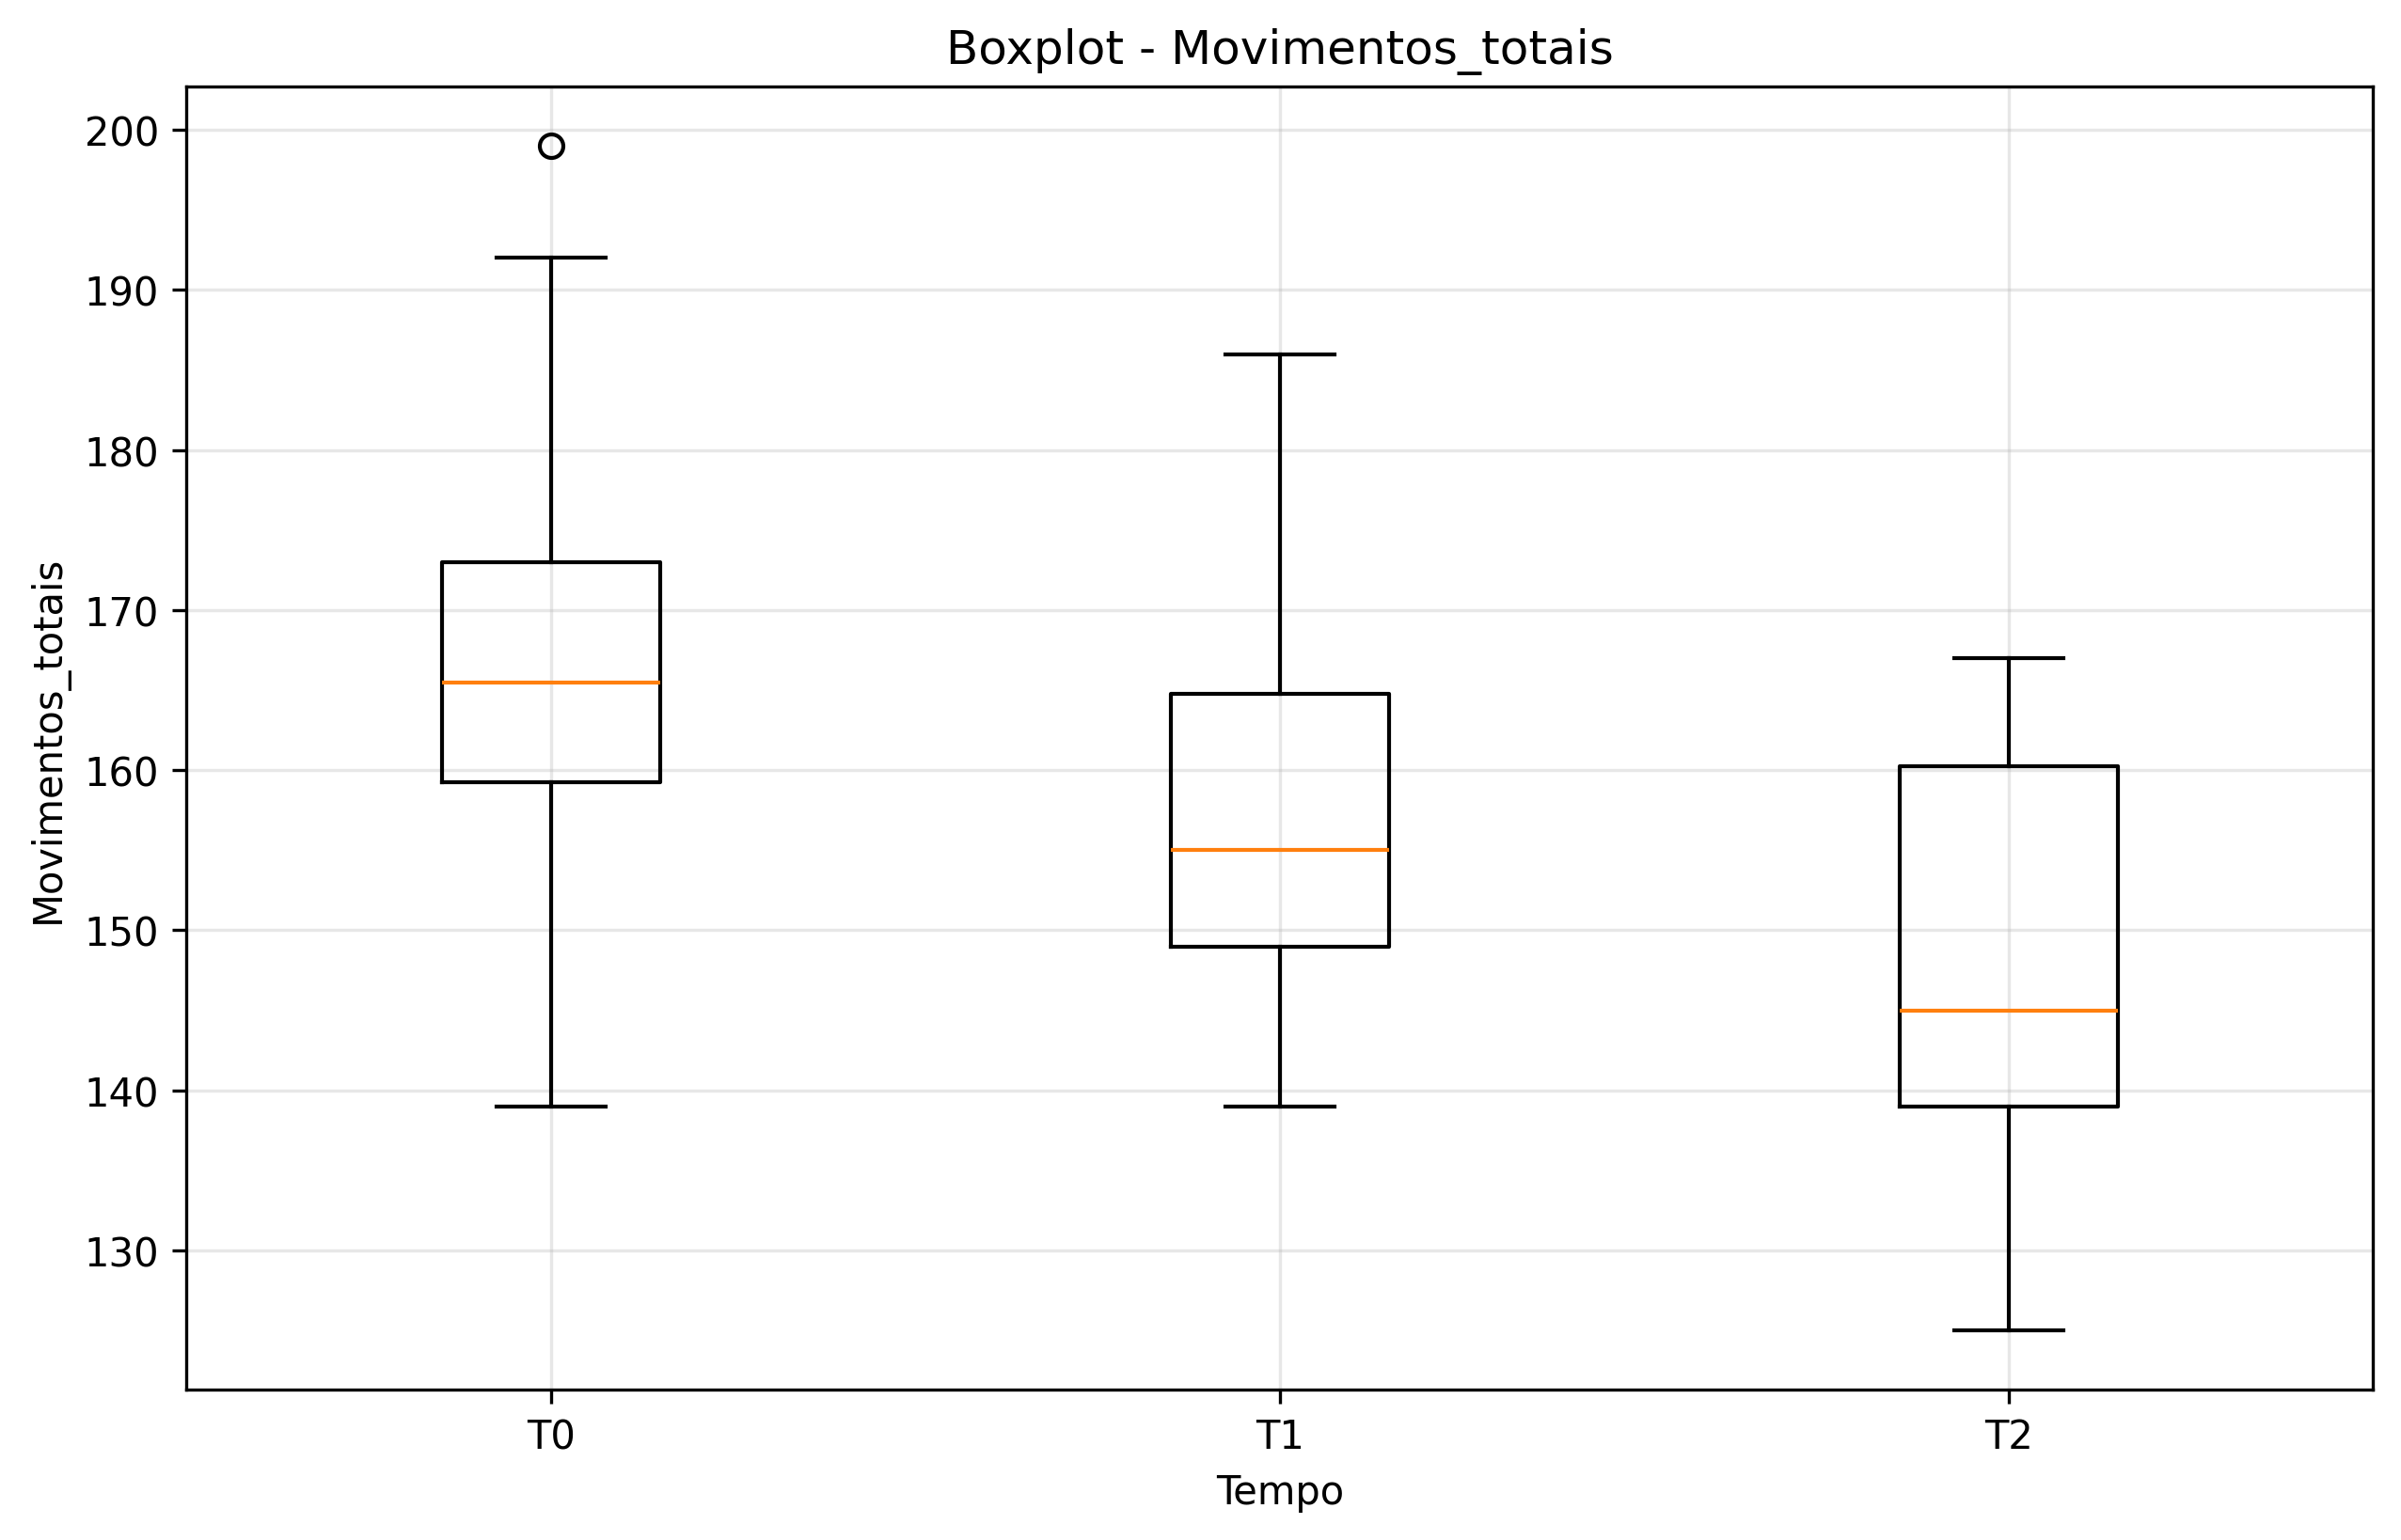 Boxplot - Movimentos_totais
Movimentos_totais
200
190
180
170
160
150
140
130
T0
T1
T2
Tempo